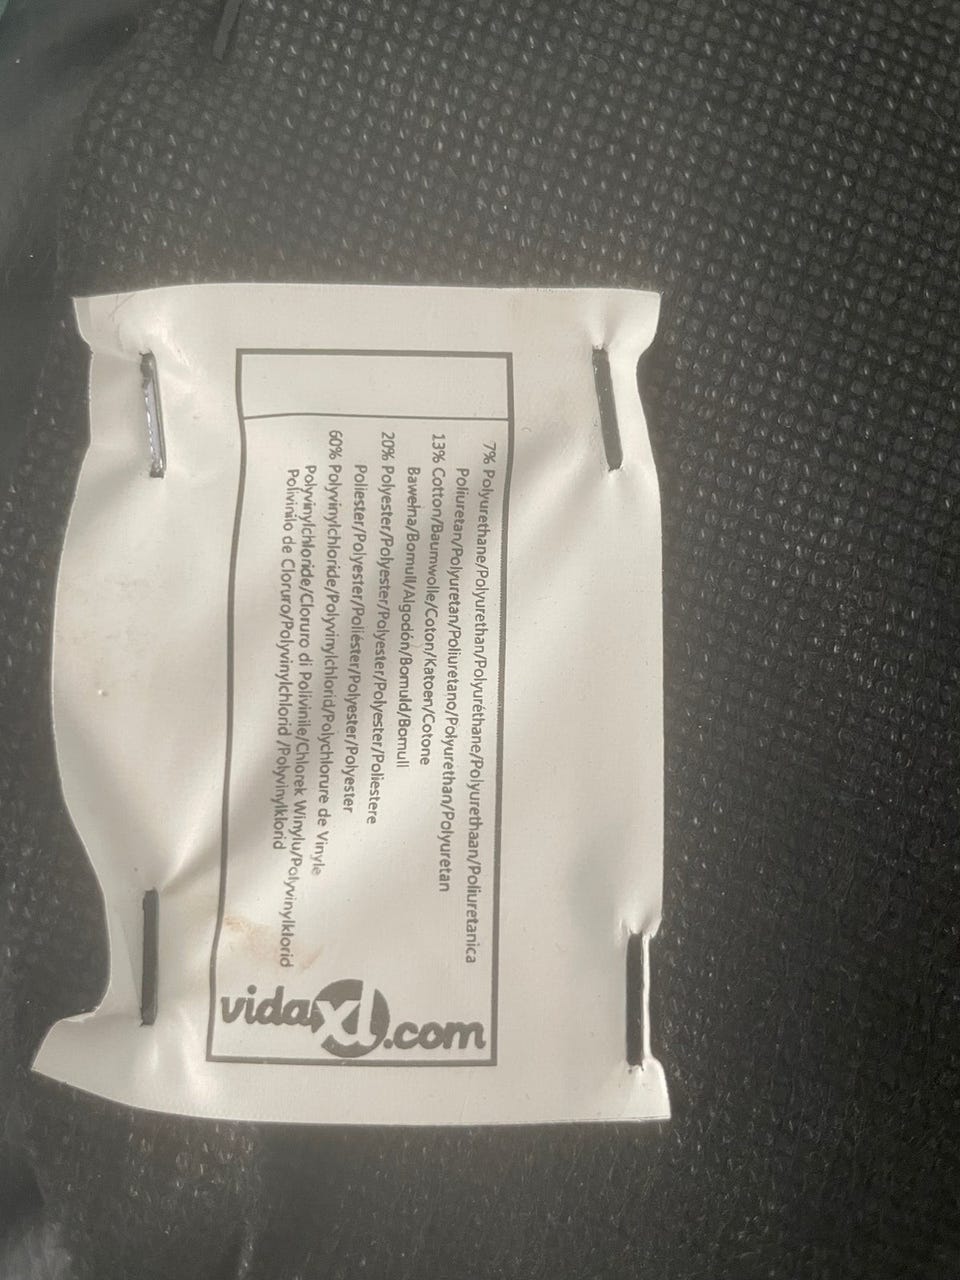 7% Polyurethane/Polyurethan/Polyuréthane/Polyurethaan/Poliuretanica
Poliuretan/Polyuretan/Poliuretano/Polyurethan/Polyuretan
13% Cotton/Baumwolle/Coton/Katoen/Cotone
Bawełna/Bomull/Algodón/Bomuld/Bomull
20% Polyester/Polyester/Polyester/Polyester/Poliestere
Poliester/Polyester/Poliéster/Polyester/Polyester
60% Polyvinylchloride/Polyvinylchlorid/Polychlorure de Vinyle
Polyvinylchloride/Cloruro di Polivinile/Chlorek Winylu/Polyvinylklorid
Polivinilo de Cloruro/Polyvinylchlorid /Polyvinylklorid
vidaXL.com